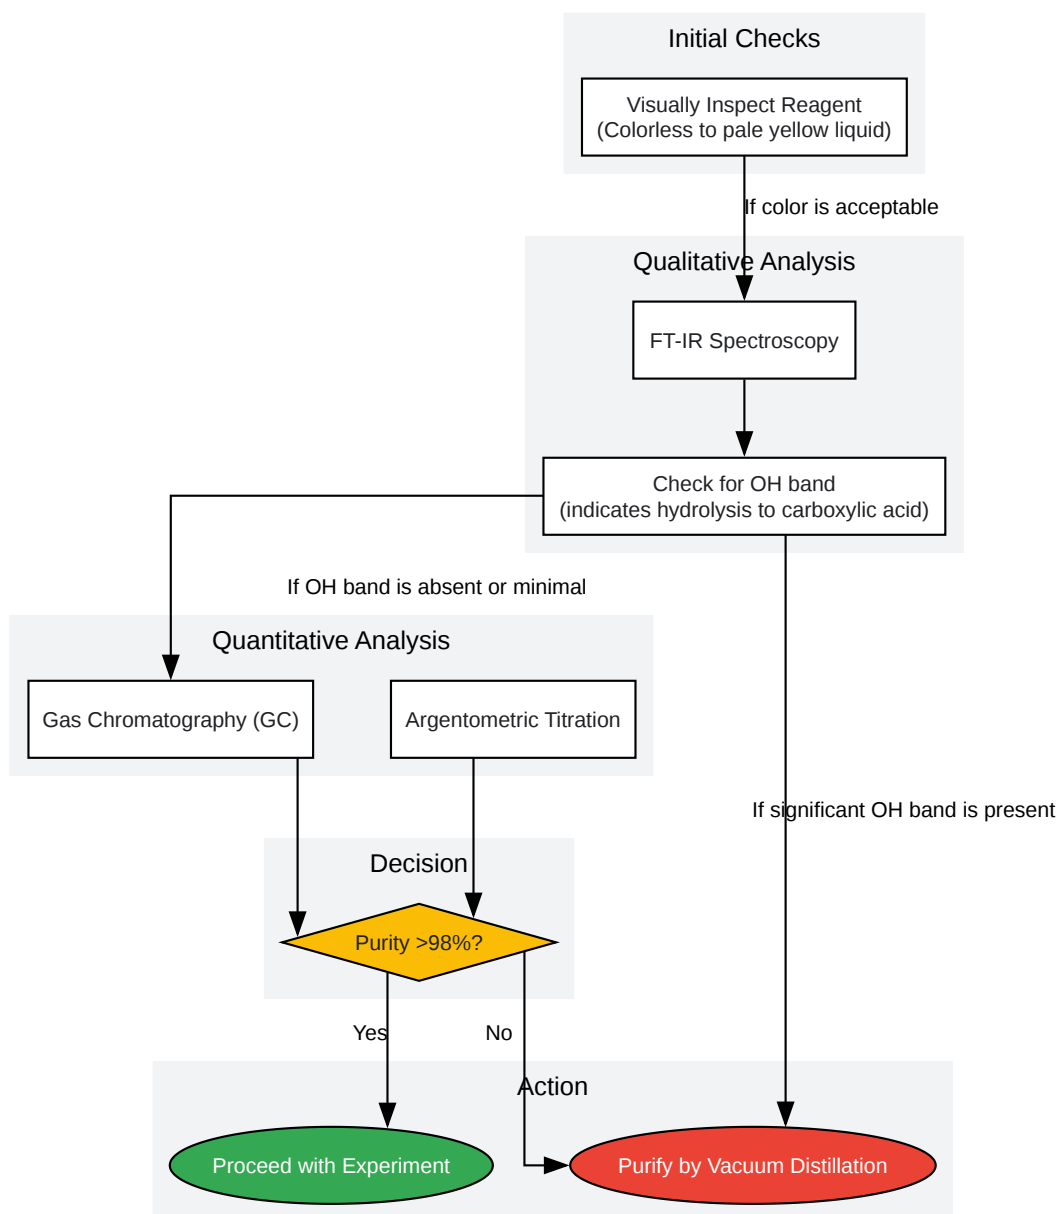 Initial Checks
Visually Inspect Reagent
(Colorless to pale yellow liquid)
If color is acceptable
Qualitative Analysis
FT-IR Spectroscopy
Check for OH band
(indicates hydrolysis to carboxylic acid)
If OH band is absent or minimal
Quantitative Analysis
Gas Chromatography (GC)
Argentometric Titration
If significant OH band is present
Decision
Purity >98%?
Yes
No
Action
Proceed with Experiment
Purify by Vacuum Distillation